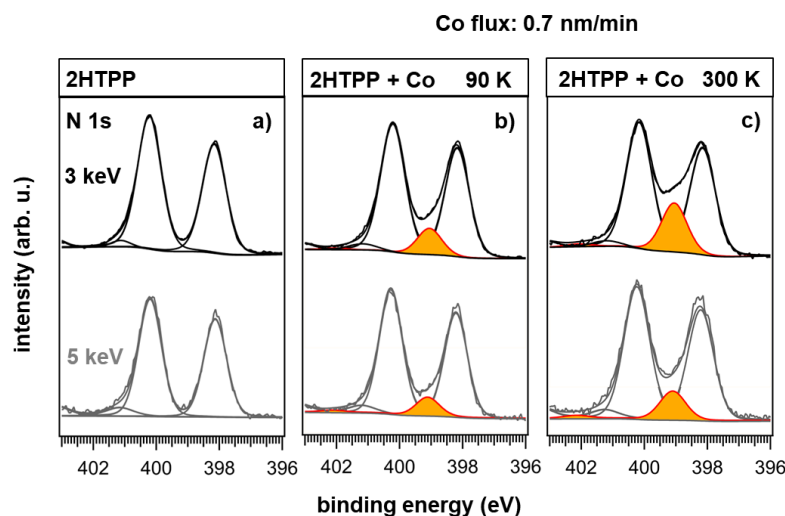 Co flux: 0.7 nm/min
2HTPP
2HTPP + Co 90 K
2HTPP + Co 300 K
N 1s
a)
b)
c)
3 keV
5 keV
intensity (arb. u.)
402 400 398 396
402 400 398 396
402 400 398 396
binding energy (eV)